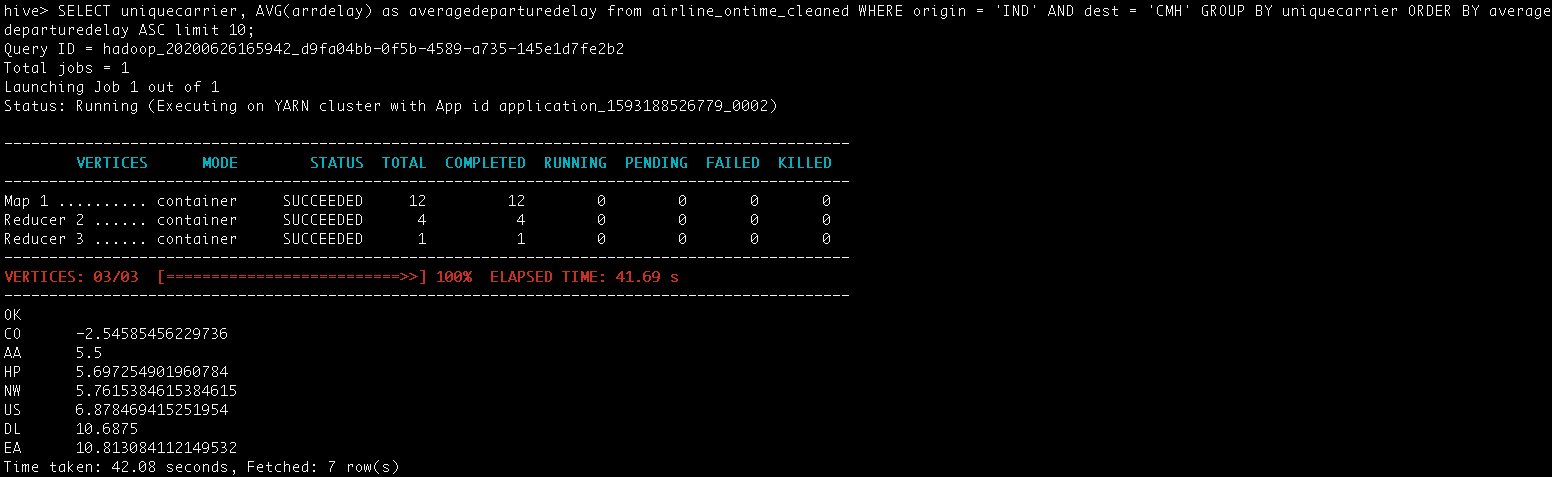 hive> SELECT uniquecarrier, AVG(arrdelay) as averagedeparturedelay from airline_ontime_cleaned WHERE origin = 'IND' AND dest = 'CMH' GROUP BY uniquecarrier ORDER BY average
departuredelay ASC limit 10;
Query ID = hadoop_20200626165942_d9fa04bb-0f5b-4589-a735-145e1d7fe2b2
Total jobs = 1
Launching Job 1 out of 1
Status: Running (Executing on YARN cluster with App id application_1593188526779_0002)
----------------------------------------------------------------------------------------------
        VERTICES      MODE        STATUS  TOTAL  COMPLETED  RUNNING  PENDING  FAILED  KILLED
----------------------------------------------------------------------------------------------
Map 1 .......... container     SUCCEEDED     12         12        0        0       0       0
Reducer 2 ...... container     SUCCEEDED      4          4        0        0       0       0
Reducer 3 ...... container     SUCCEEDED      1          1        0        0       0       0
----------------------------------------------------------------------------------------------
VERTICES: 03/03  [==========================>>] 100%  ELAPSED TIME: 41.69 s
----------------------------------------------------------------------------------------------
OK
CO      -2.54585456229736
AA      5.5
HP      5.697254901960784
NW      5.7615384615384615
US      6.878469415251954
DL      10.6875
EA      10.813084112149532
Time taken: 42.08 seconds, Fetched: 7 row(s)